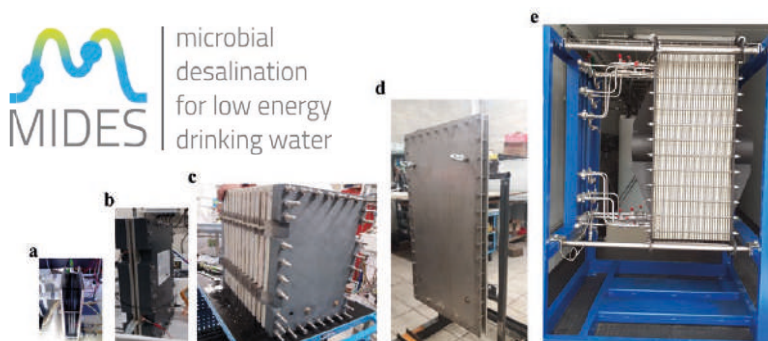 MIDES
microbial
desalination
for low energy
drinking water
a
b
c
d
e